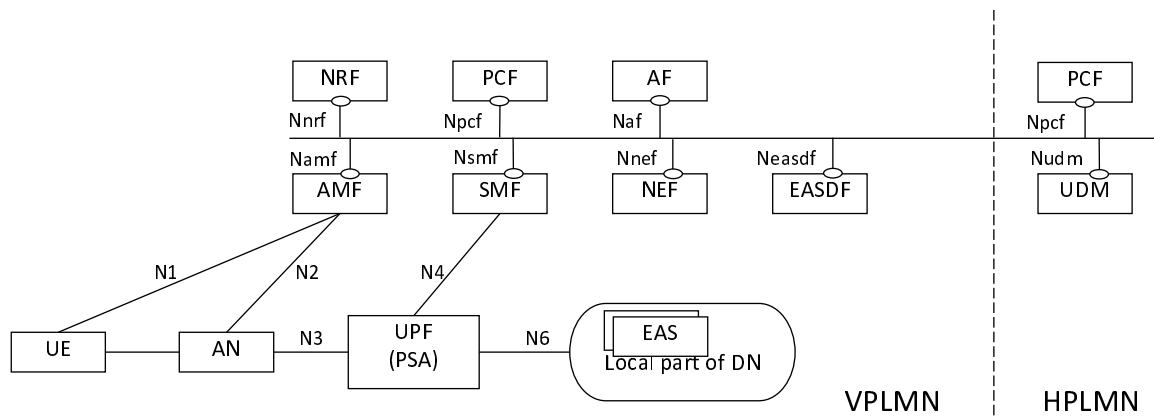 NRF
PCF
AF
PCF
Nnrf
Npcf
Naf
Npcf
Namf
Nsmf
Nnef
Neasdf
Nudm
AMF
SMF
NEF
EASDF
UDM
N1
N2
N4
UE
AN
N3
UPF
(PSA)
N6
EAS
Local part of DN
VPLMN
HPLMN